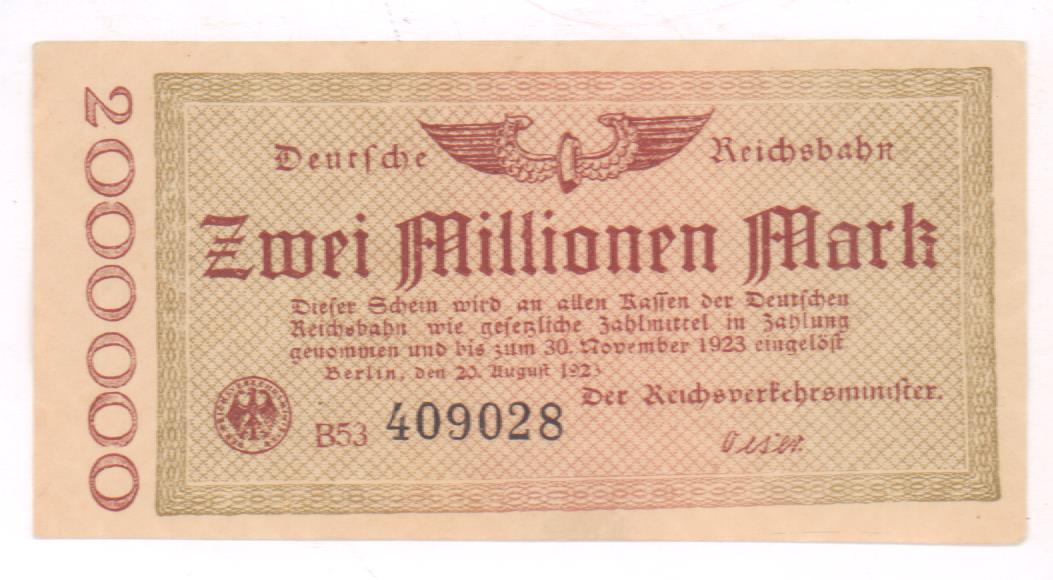 2000000
Deutsche Reichsbahn
Zwei Millionen Mark
Dieser Schein wird an allen Kassen der Deutschen
Reichsbahn wie gesetzliche Zahlmittel in Zahlung
genommen und bis zum 30. November 1923 eingelöst
Berlin, den 20. August 1923
Der Reichsverkehrsminister.
B53 409028
Oeser.